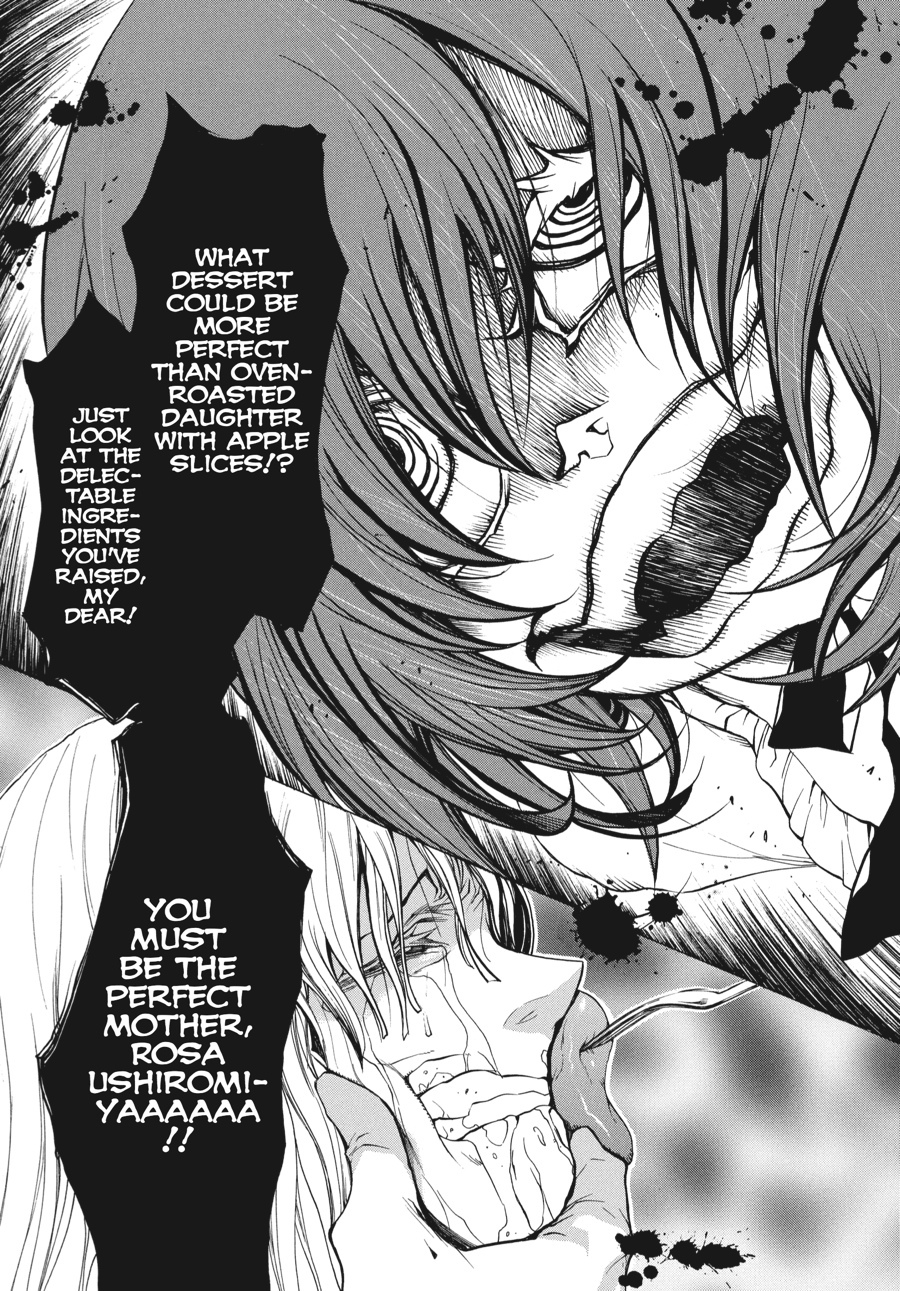 WHAT
DESSERT
COULD BE
MORE
PERFECT
THAN OVEN-
ROASTED
DAUGHTER
WITH APPLE
SLICES!?
JUST
LOOK
AT THE
DELEC-
TABLE
INGRE-
DIENTS
YOU'VE
RAISED,
MY
DEAR!
YOU
MUST
BE THE
PERFECT
MOTHER,
ROSA
USHIROMI-
YAAAAAA
!!